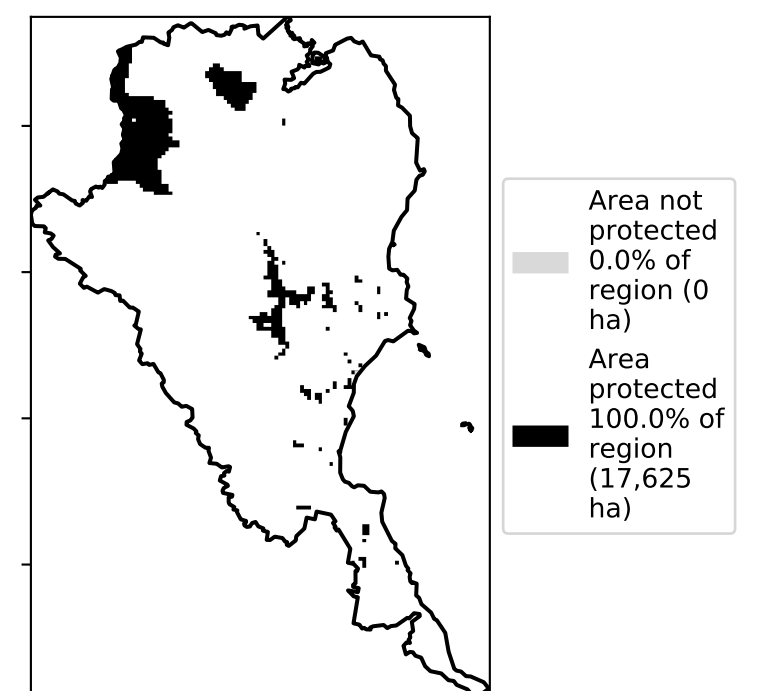 Area not
protected
0.0% of
region (0
ha)
Area
protected
100.0% of
region
(17,625
ha)